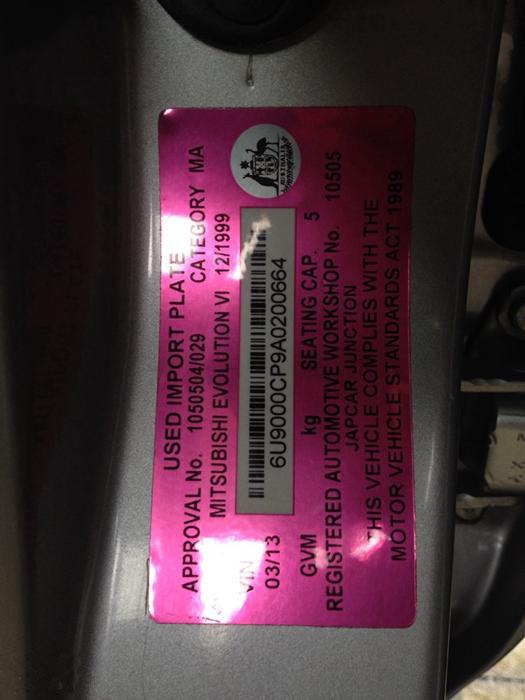 USED IMPORT PLATE
APPROVAL No. 1050504/029 CATEGORY MA
MITSUBISHI EVOLUTION VI 12/1999
VIN 6U9000CP9A0200664
03/13
AUSTRALIA
GVM kg SEATING CAP. 5
REGISTERED AUTOMOTIVE WORKSHOP No. 10505
JAPCAR JUNCTION
THIS VEHICLE COMPLIES WITH THE
MOTOR VEHICLE STANDARDS ACT 1989